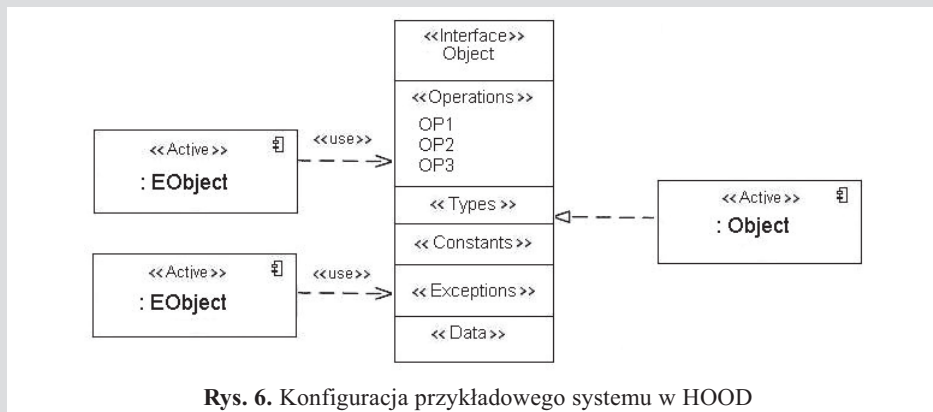 <<Interface>>
Object
<<Operations>>
OP1
OP2
OP3
<<Types>>
<<Constants>>
<<Exceptions>>
<<Data>>
<<Active>>
: EObject
<<use>>
<<Active>>
: EObject
<<use>>
<<Active>>
: Object
Rys. 6. Konfiguracja przykładowego systemu w HOOD